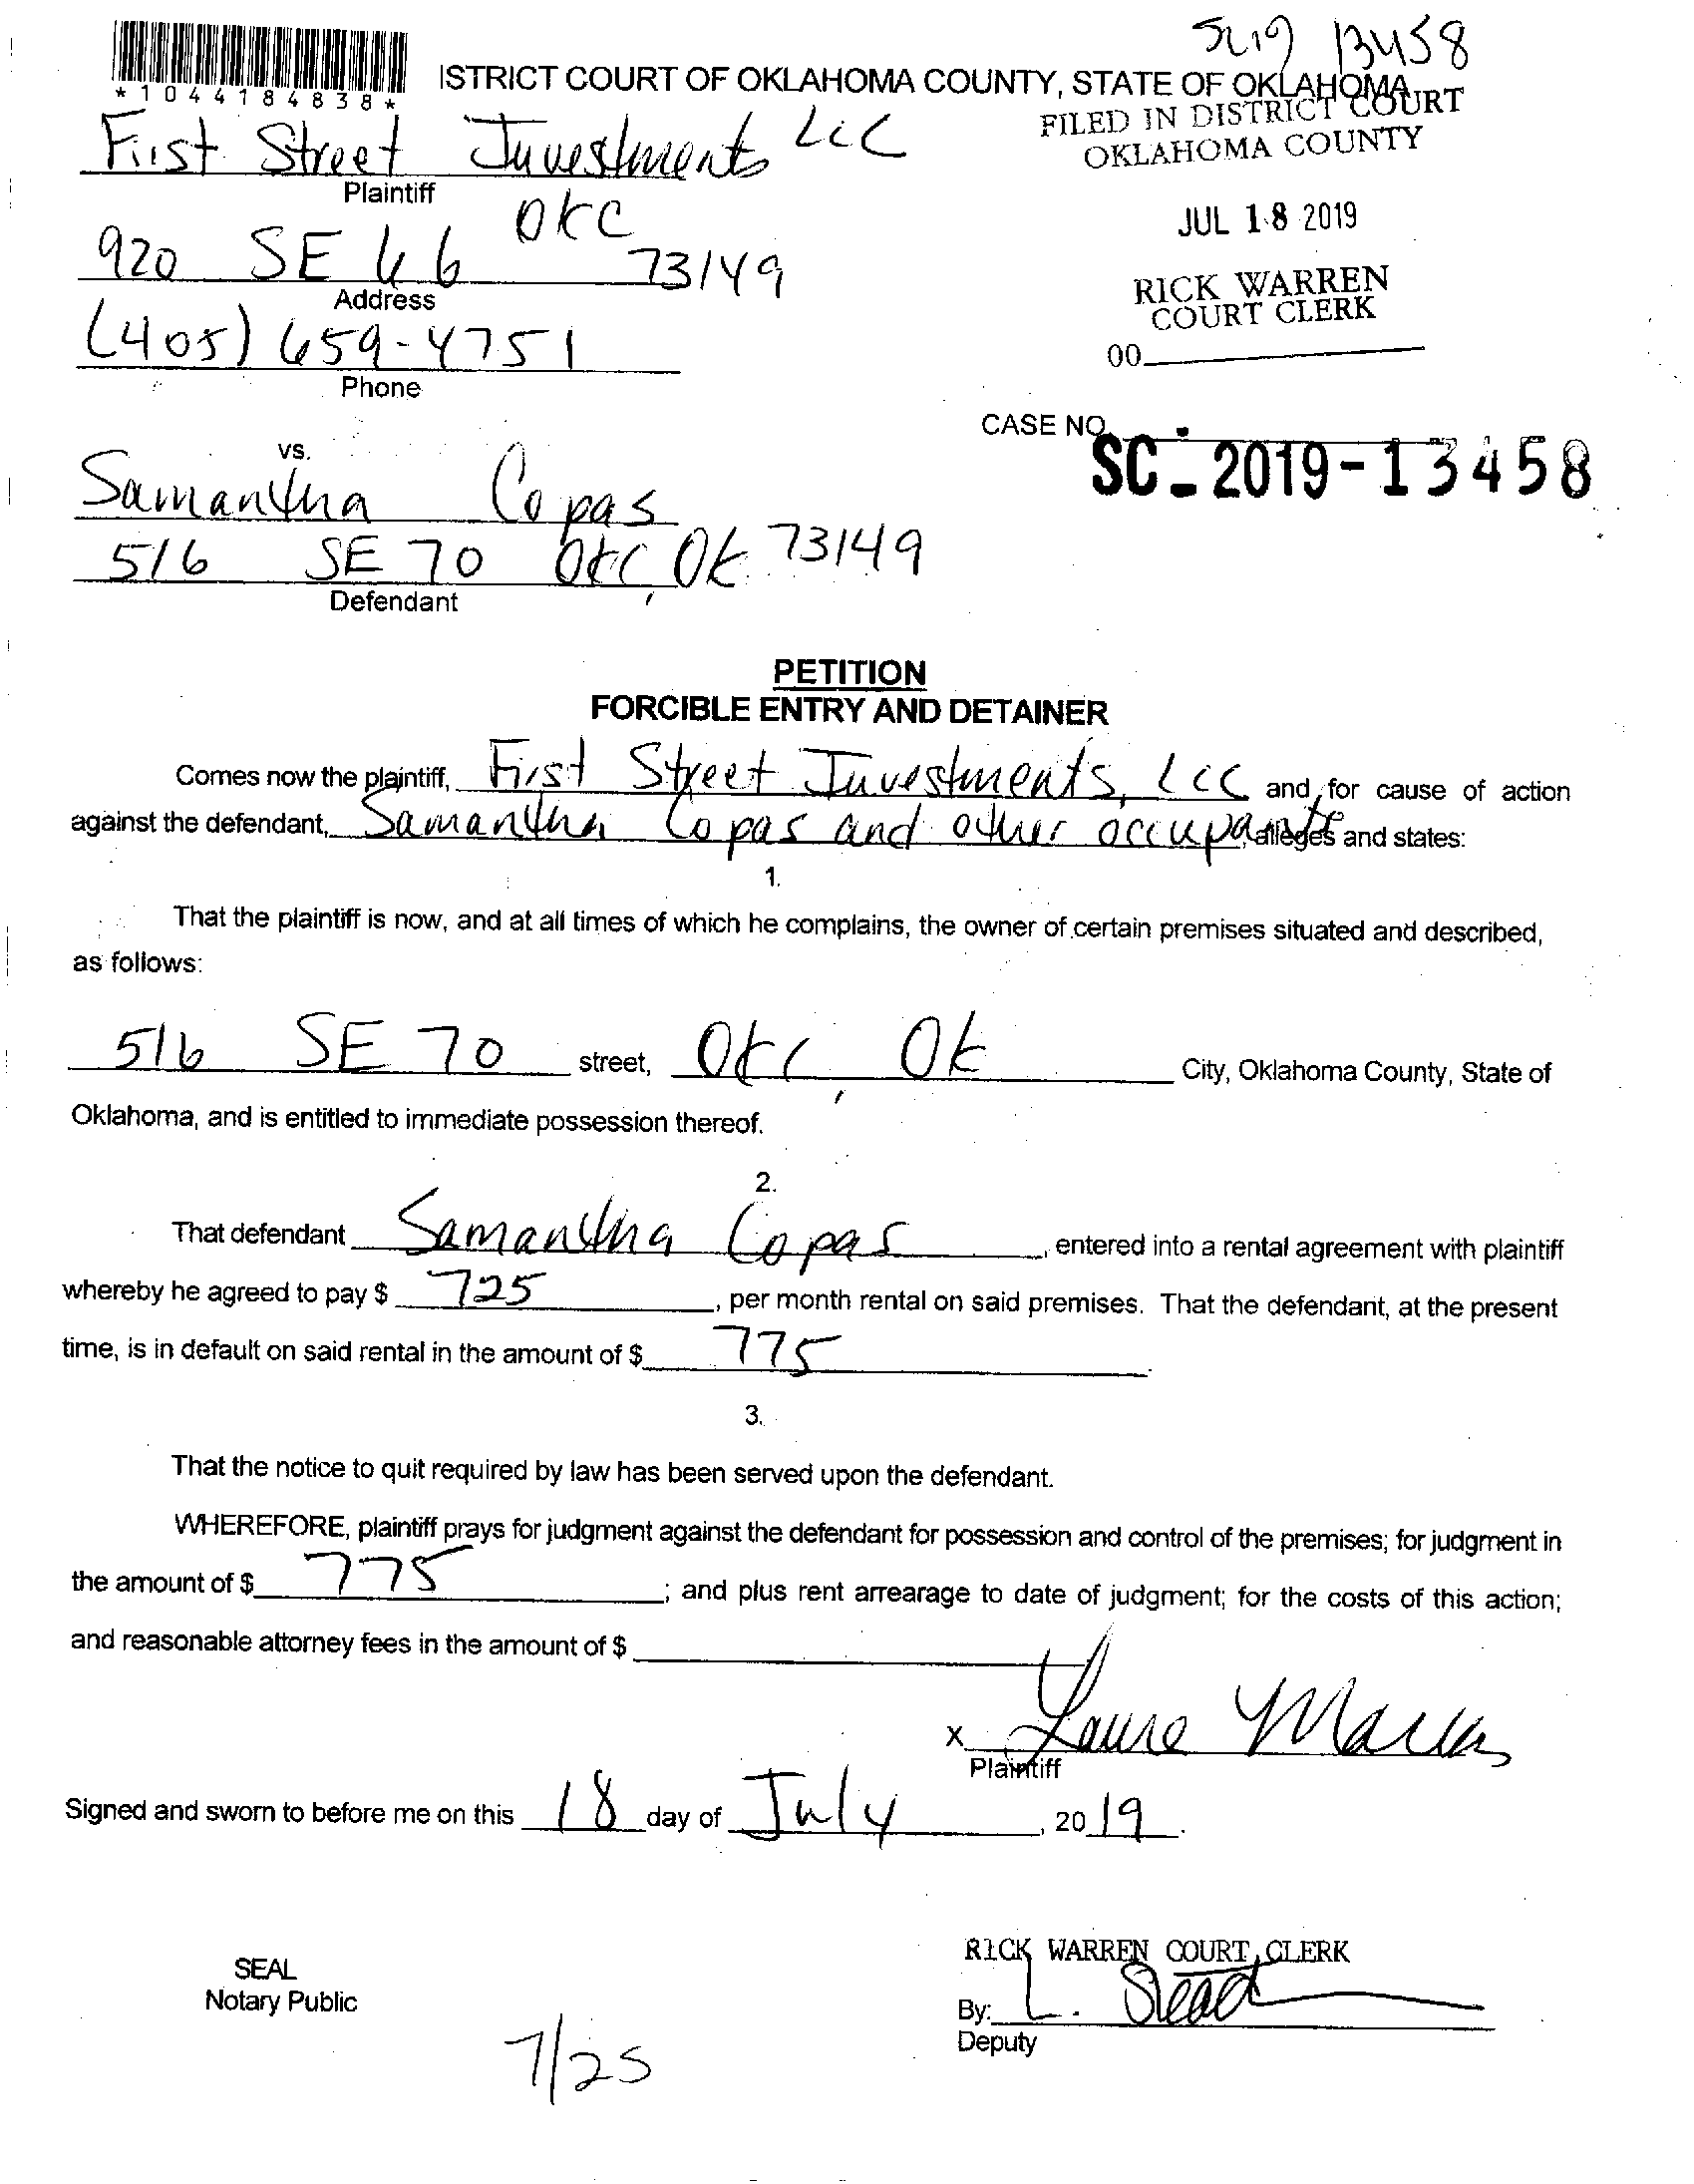 SC19 13458
*1044184838*
ISTRICT COURT OF OKLAHOMA COUNTY, STATE OF OKLAHOMA
FILED IN DISTRICT COURT
OKLAHOMA COUNTY
First Street Investments LLC
Plaintiff
JUL 18 2019
920 SE 66 OKC 73149
Address
RICK WARREN
COURT CLERK
(405) 659-4751
Phone
00
CASE NO.
SC-2019-13458
vs.
Samantha Copas
516 SE 70 OKC, OK 73149
Defendant
PETITION
FORCIBLE ENTRY AND DETAINER
Comes now the plaintiff, First Street Investments, LLC and for cause of action
against the defendant, Samantha Copas and other occupants alleges and states:
1.
That the plaintiff is now, and at all times of which he complains, the owner of certain premises situated and described,
as follows:
516 SE 70 street, OKC, OK City, Oklahoma County, State of
Oklahoma, and is entitled to immediate possession thereof.
2.
That defendant Samantha Copas, entered into a rental agreement with plaintiff
whereby he agreed to pay $ 725, per month rental on said premises. That the defendant, at the present
time, is in default on said rental in the amount of $ 775.
3.
That the notice to quit required by law has been served upon the defendant.
WHEREFORE, plaintiff prays for judgment against the defendant for possession and control of the premises; for judgment in
the amount of $ 775; and plus rent arrearage to date of judgment; for the costs of this action;
and reasonable attorney fees in the amount of $
X Laure
Plaintiff
Signed and sworn to before me on this 18 day of July, 2019.
RICK WARREN COURT CLERK
SEAL
Notary Public
By: L. Stead
Deputy
7/25